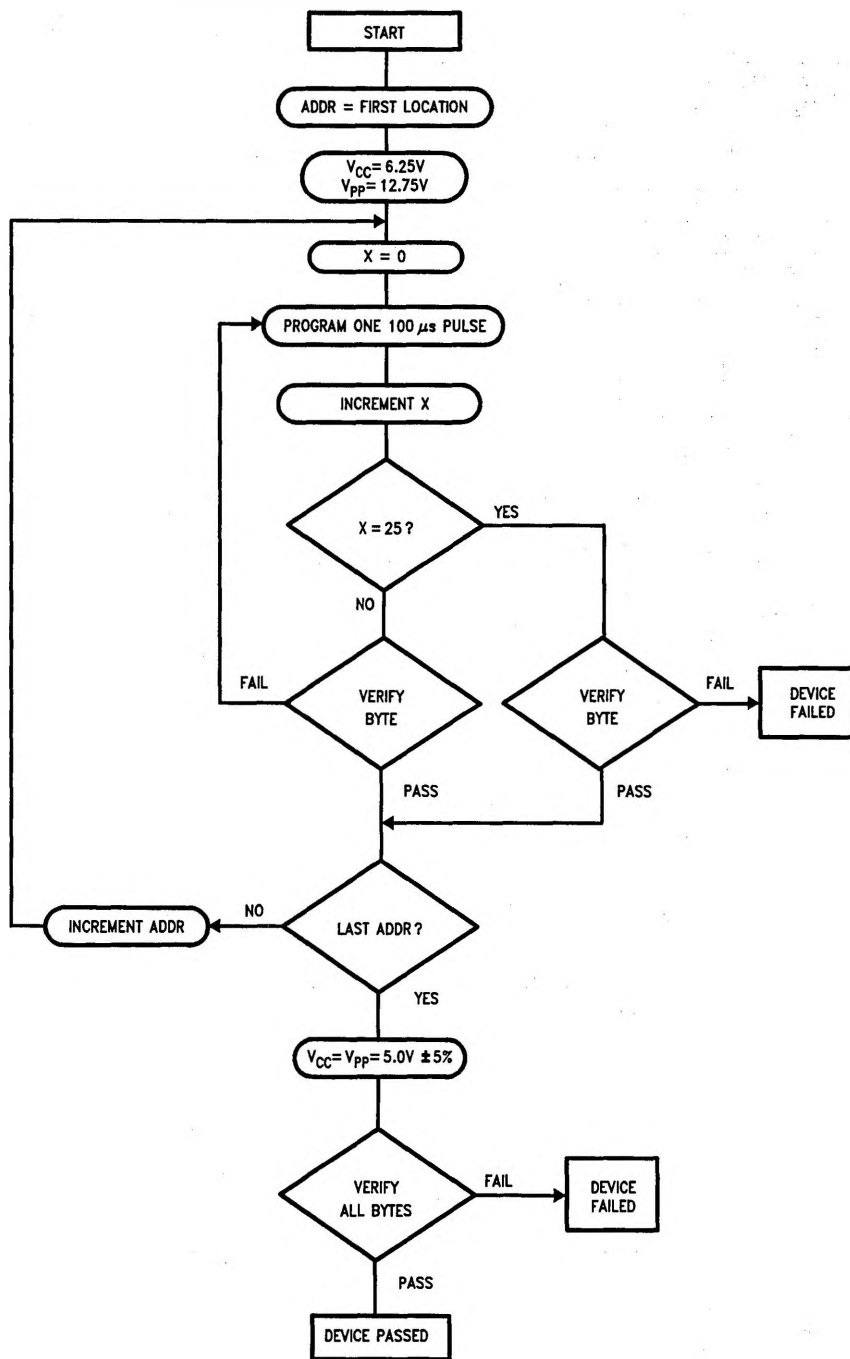 START
ADDR = FIRST LOCATION
VCC = 6.25V
VPP = 12.75V
X = 0
PROGRAM ONE 100 μs PULSE
INCREMENT X
X = 25?
YES
NO
VERIFY
BYTE
FAIL
PASS
VERIFY
BYTE
FAIL
PASS
DEVICE
FAILED
LAST ADDR?
NO
INCREMENT ADDR
YES
VCC = VPP = 5.0V ±5%
VERIFY
ALL BYTES
FAIL
DEVICE
FAILED
PASS
DEVICE PASSED